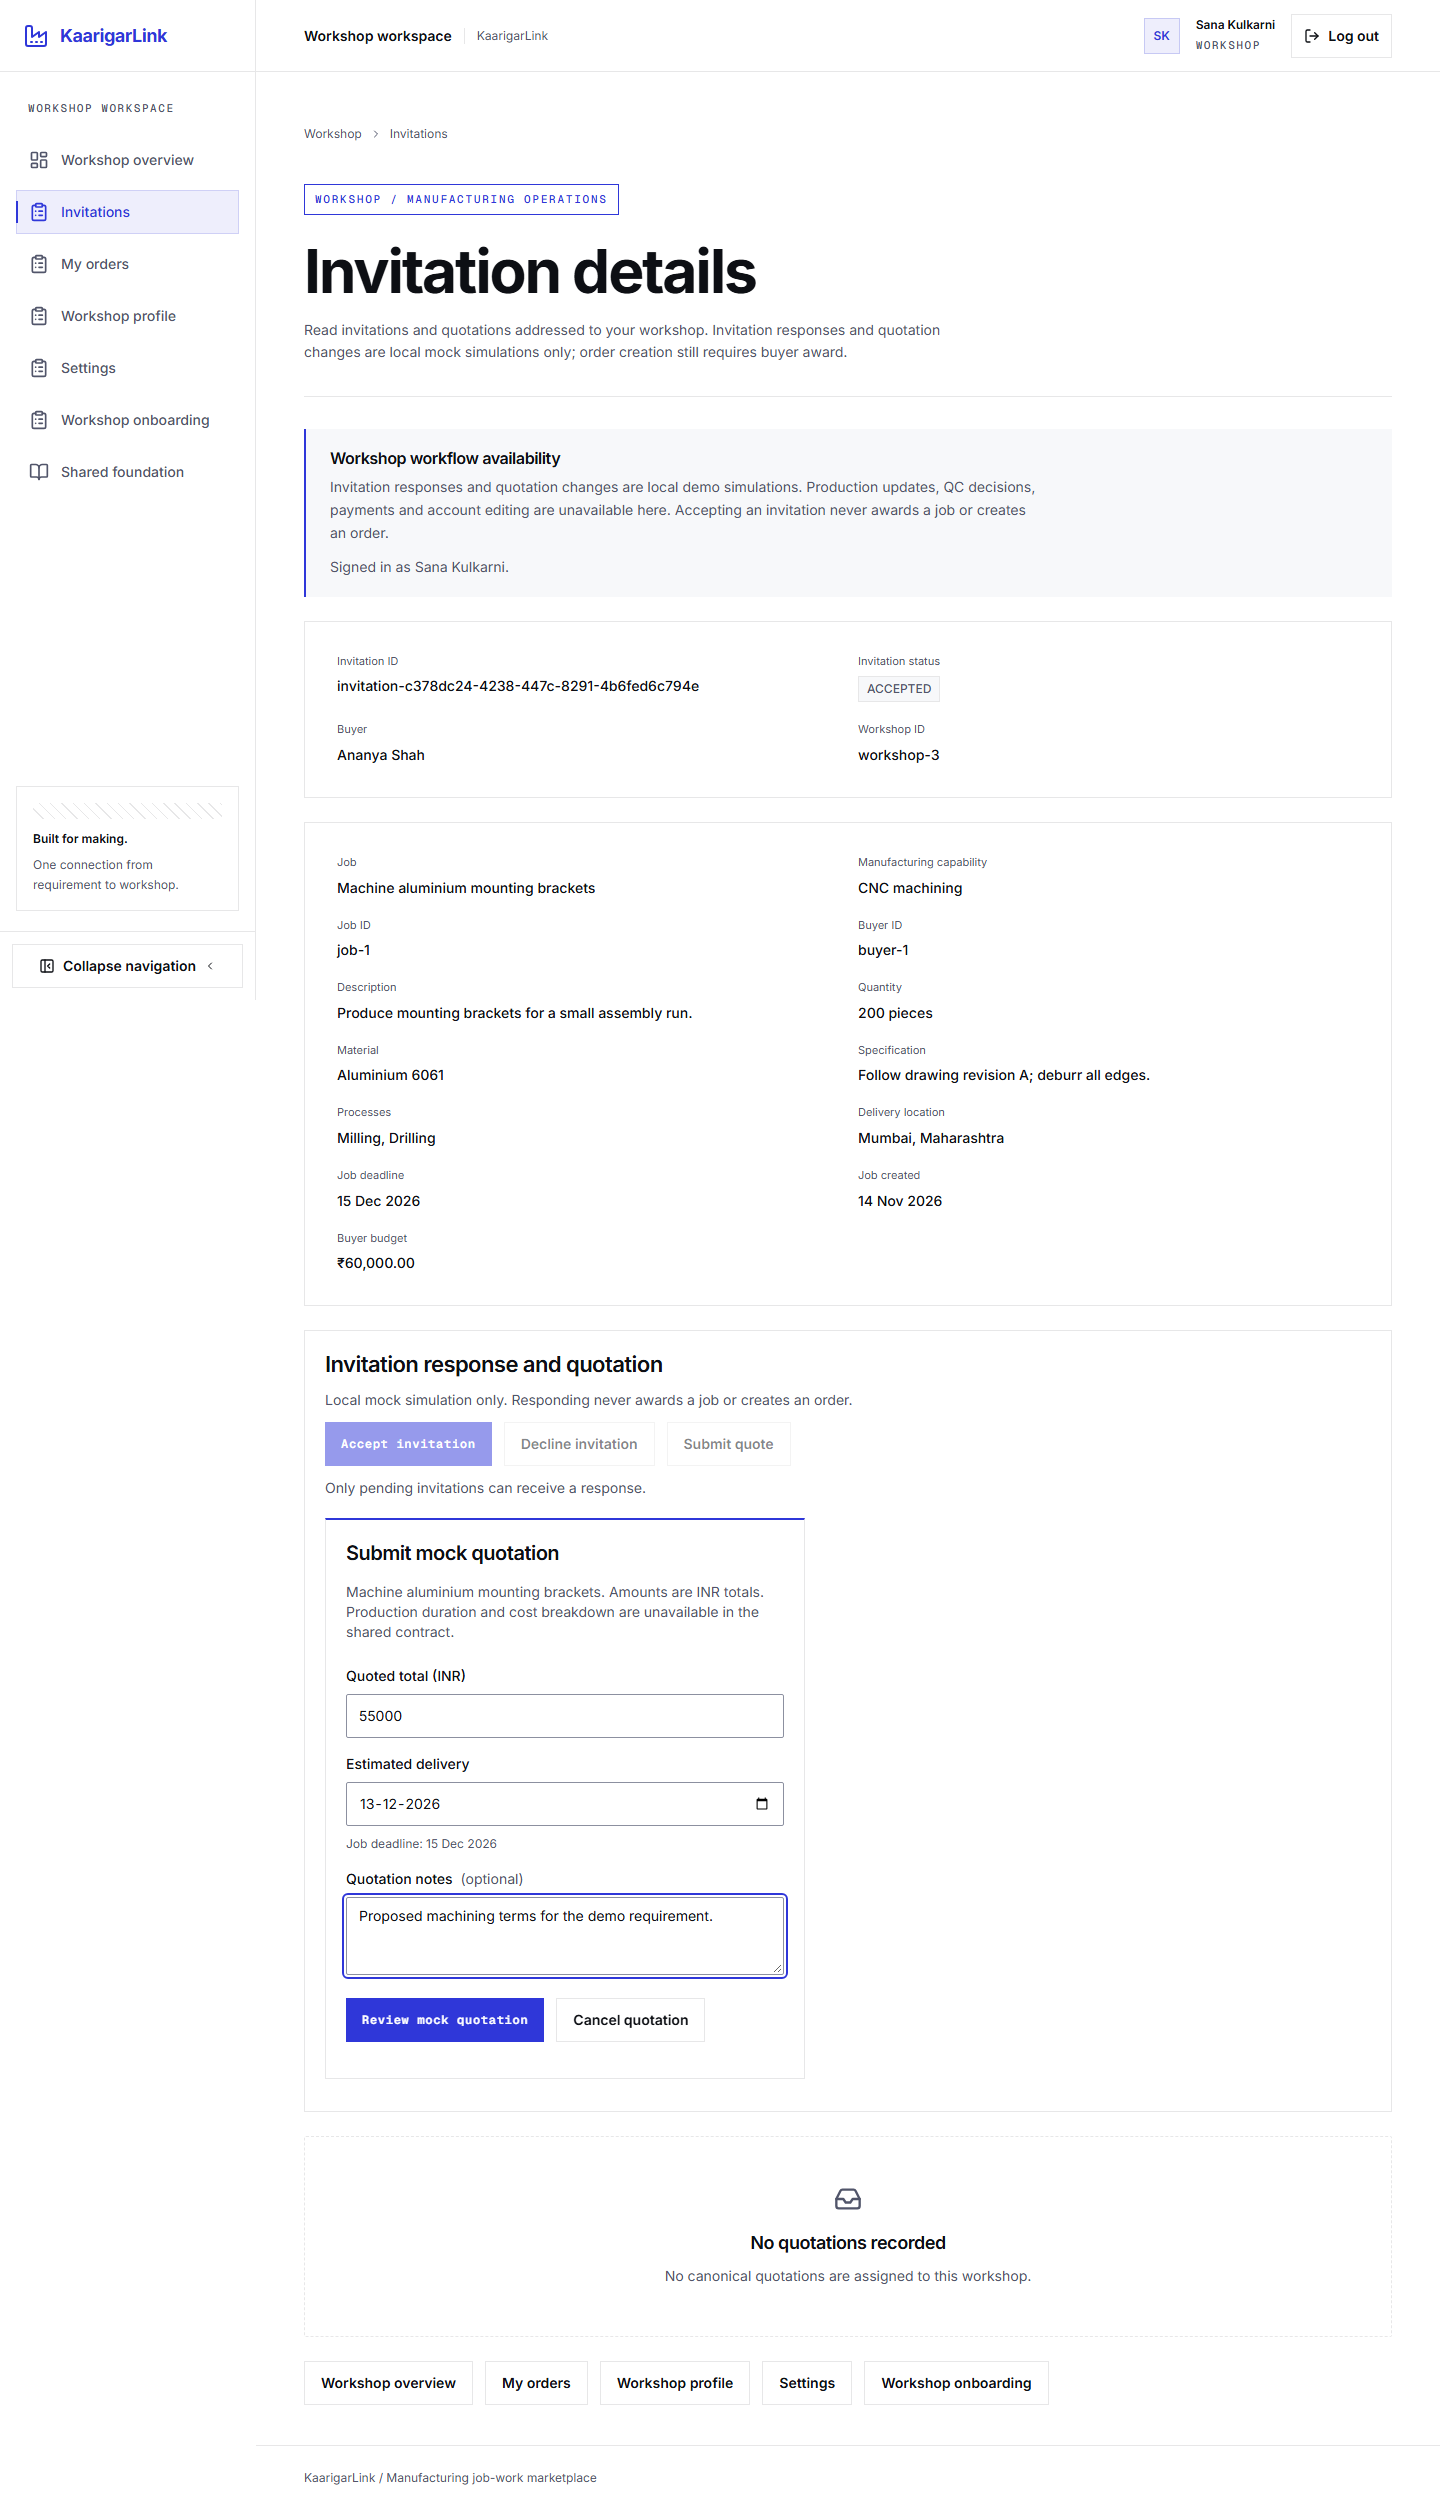 KaarigarLink
Workshop workspace
KaarigarLink
SK
Sana Kulkarni
WORKSHOP
Log out
WORKSHOP WORKSPACE
Workshop overview
Invitations
My orders
Workshop profile
Settings
Workshop onboarding
Shared foundation
Built for making.
One connection from
requirement to workshop.
Collapse navigation
Workshop
Invitations
WORKSHOP / MANUFACTURING OPERATIONS
Invitation details
Read invitations and quotations addressed to your workshop. Invitation responses and quotation
changes are local mock simulations only; order creation still requires buyer award.
Workshop workflow availability
Invitation responses and quotation changes are local demo simulations. Production updates, QC decisions,
payments and account editing are unavailable here. Accepting an invitation never awards a job or creates
an order.
Signed in as Sana Kulkarni.
Invitation ID
invitation-c378dc24-4238-447c-8291-4b6fed6c794e
Invitation status
ACCEPTED
Buyer
Ananya Shah
Workshop ID
workshop-3
Job
Machine aluminium mounting brackets
Manufacturing capability
CNC machining
Job ID
job-1
Buyer ID
buyer-1
Description
Produce mounting brackets for a small assembly run.
Quantity
200 pieces
Material
Aluminium 6061
Specification
Follow drawing revision A; deburr all edges.
Processes
Milling, Drilling
Delivery location
Mumbai, Maharashtra
Job deadline
15 Dec 2026
Job created
14 Nov 2026
Buyer budget
₹60,000.00
Invitation response and quotation
Local mock simulation only. Responding never awards a job or creates an order.
Accept invitation
Decline invitation
Submit quote
Only pending invitations can receive a response.
Submit mock quotation
Machine aluminium mounting brackets. Amounts are INR totals.
Production duration and cost breakdown are unavailable in the
shared contract.
Quoted total (INR)
55000
Estimated delivery
13-12-2026
Job deadline: 15 Dec 2026
Quotation notes (optional)
Proposed machining terms for the demo requirement.
Review mock quotation
Cancel quotation
No quotations recorded
No canonical quotations are assigned to this workshop.
Workshop overview
My orders
Workshop profile
Settings
Workshop onboarding
KaarigarLink / Manufacturing job-work marketplace